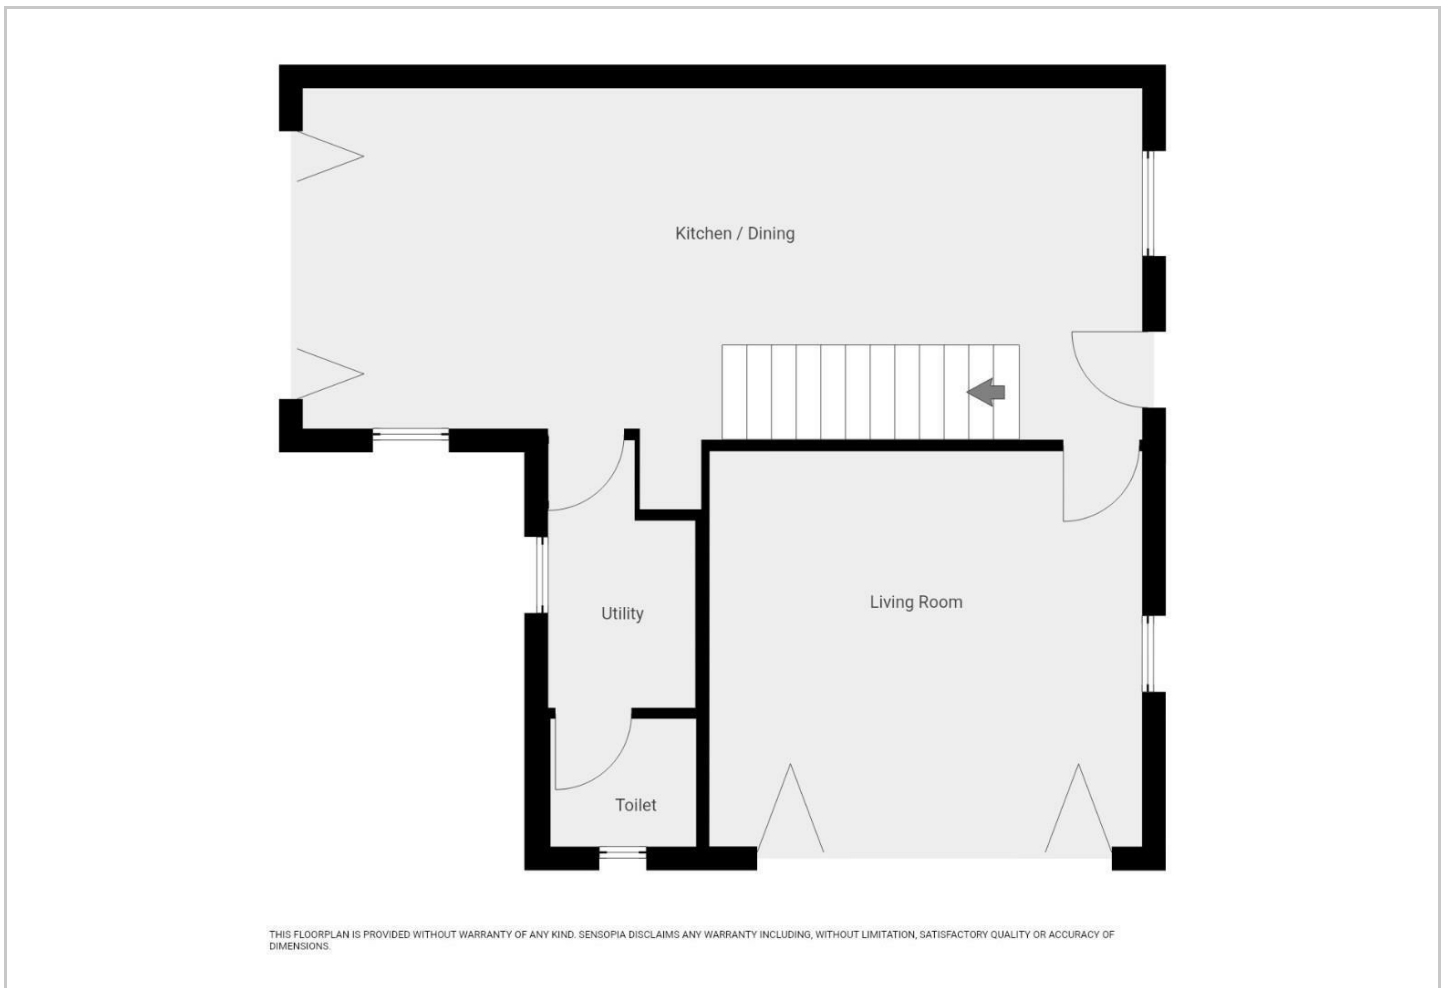 Kitchen / Dining
Living Room
Utility
Toilet
THIS FLOORPLAN IS PROVIDED WITHOUT WARRANTY OF ANY KIND. SENSOPIA DISCLAIMS ANY WARRANTY INCLUDING, WITHOUT LIMITATION, SATISFACTORY QUALITY OR ACCURACY OF
DIMENSIONS.